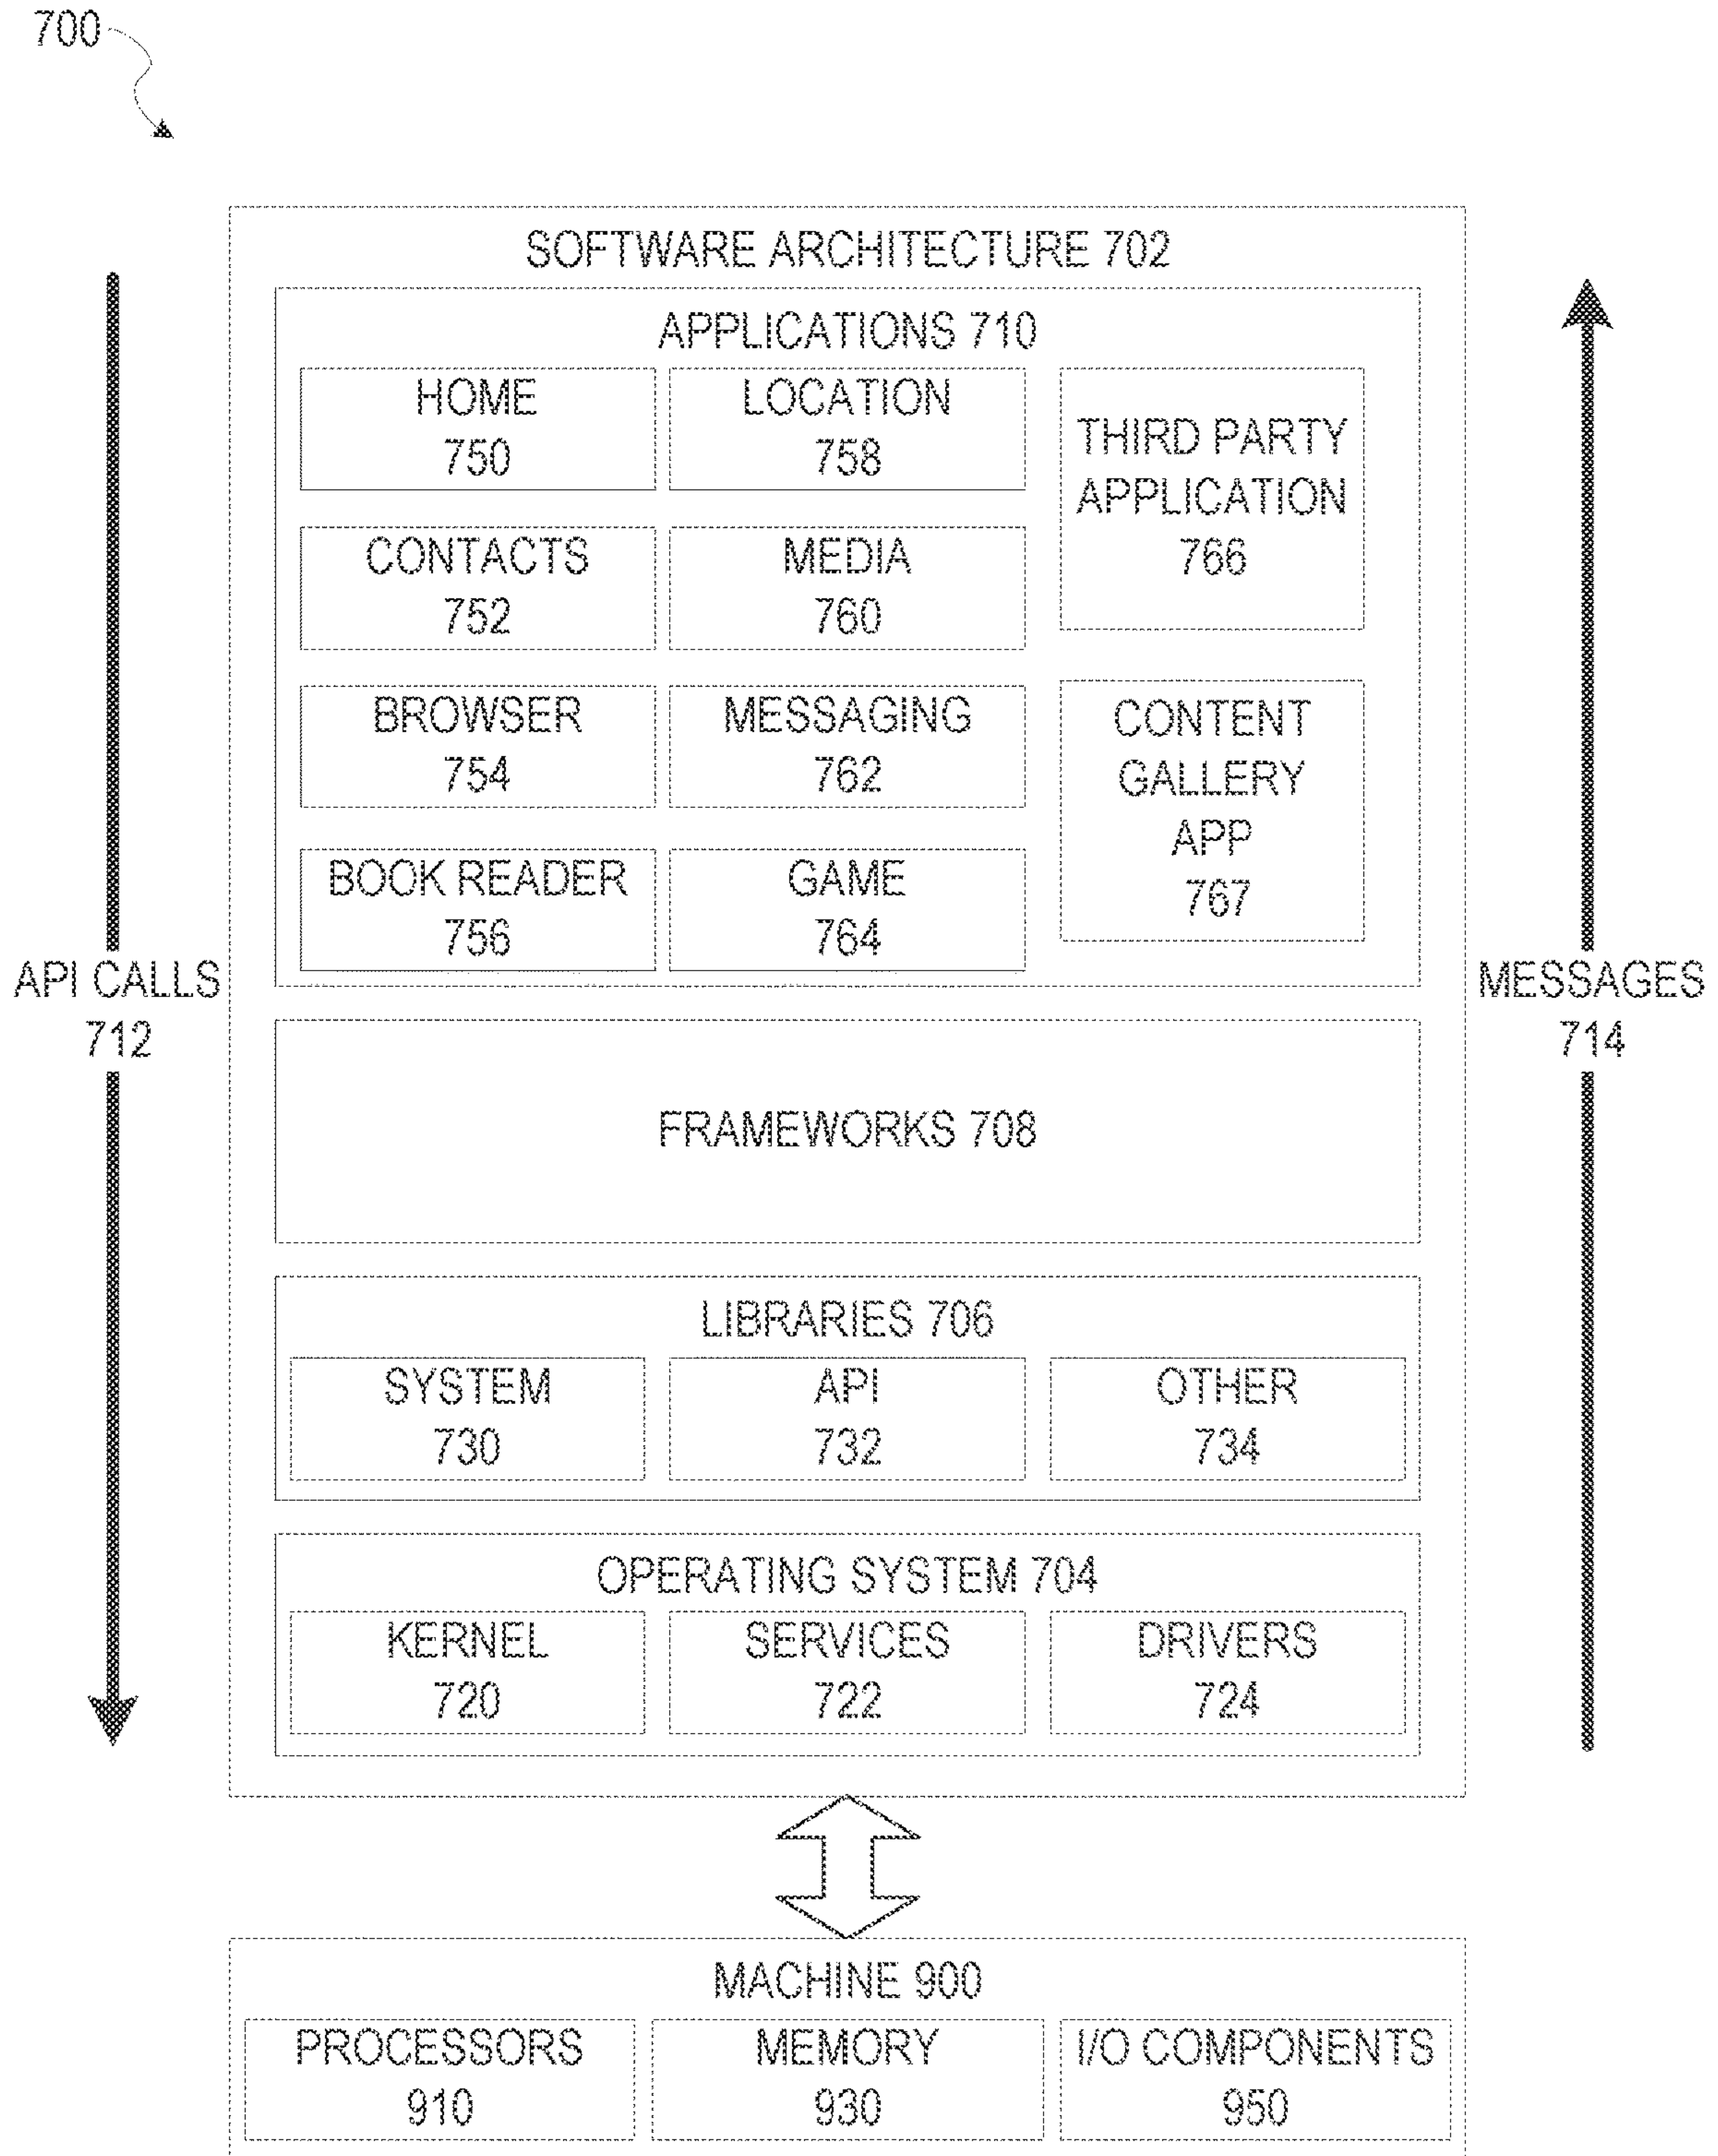 700
SOFTWARE ARCHITECTURE 702
APPLICATIONS 710
HOME
750
LOCATION
758
THIRD PARTY
APPLICATION
766
CONTACTS
752
MEDIA
760
BROWSER
754
MESSAGING
762
CONTENT
GALLERY
APP
767
BOOK READER
756
GAME
764
API CALLS
712
MESSAGES
714
FRAMEWORKS 708
LIBRARIES 706
SYSTEM
730
API
732
OTHER
734
OPERATING SYSTEM 704
KERNEL
720
SERVICES
722
DRIVERS
724
MACHINE 900
PROCESSORS
910
MEMORY
930
I/O COMPONENTS
950